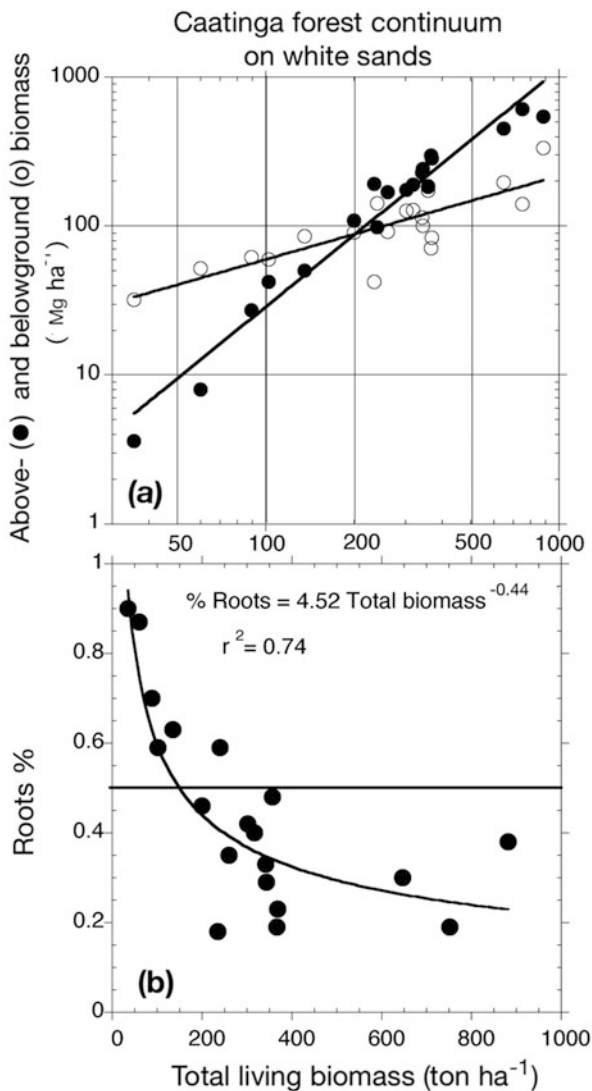 Caatinga forest continuum
on white sands
Above- (●) and belowground (o) biomass
(Mg ha⁻¹)
1000
100
10
1
(a)
50
100
200
500
1000
% Roots = 4.52 Total biomass ^-0.44
r² = 0.74
Roots %
1
0.8
0.6
0.4
0.2
0
(b)
0
200
400
600
800
1000
Total living biomass (ton ha⁻¹)